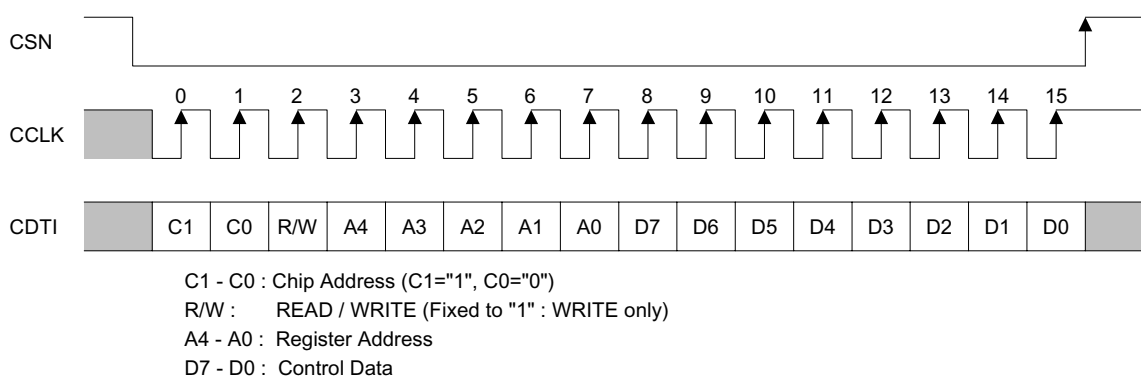 CSN
0 1 2 3 4 5 6 7 8 9 10 11 12 13 14 15
CCLK
CDTI C1 C0 R/W A4 A3 A2 A1 A0 D7 D6 D5 D4 D3 D2 D1 D0
C1 - C0 : Chip Address (C1="1", C0="0")
R/W : READ / WRITE (Fixed to "1" : WRITE only)
A4 - A0 : Register Address
D7 - D0 : Control Data